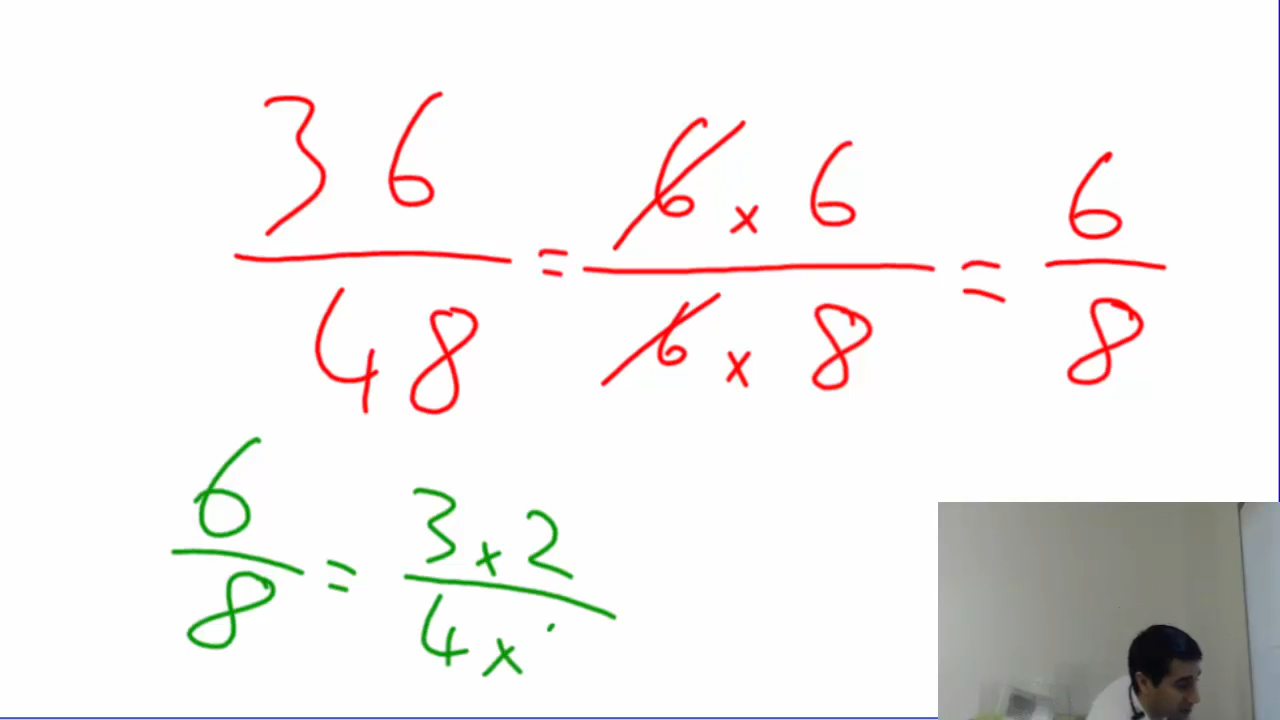 36/48 = 6 x 6/6 x 8 = 6/8
6/8 = 3 x 2/4 x